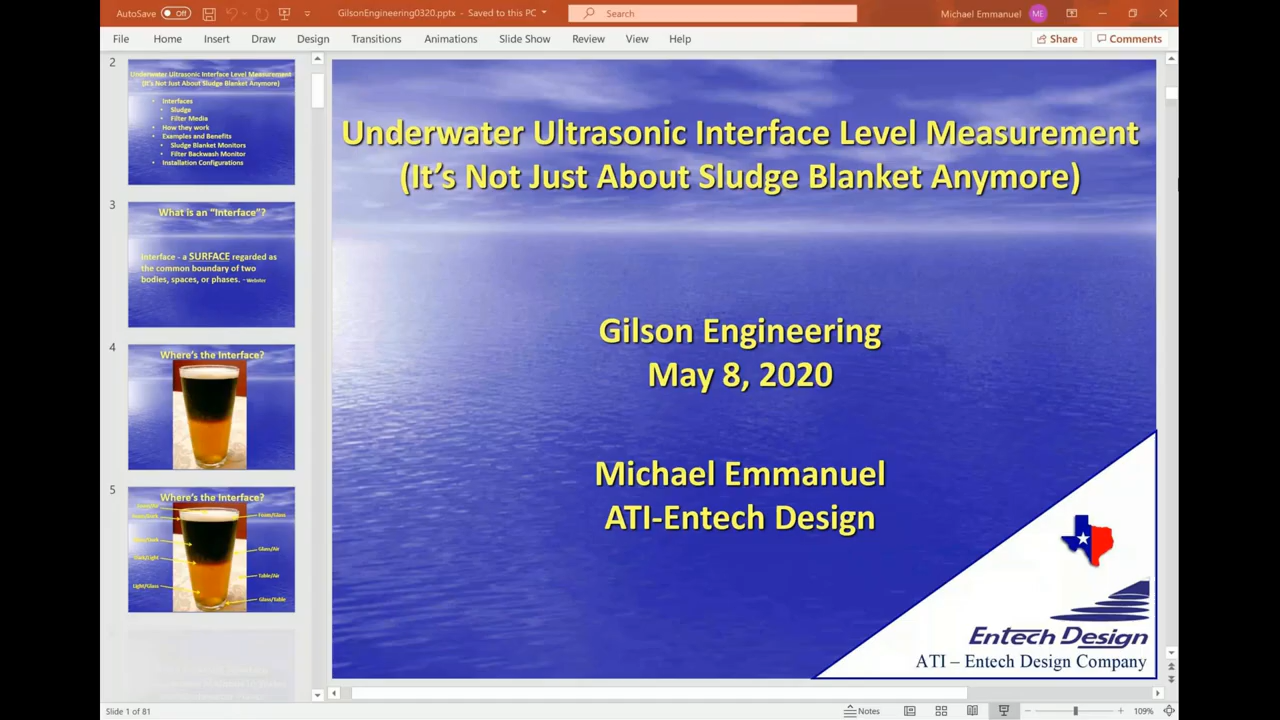 AutoSave Off
GilsonEngineering0320.pptx - Saved to this PC
Search
Michael Emmanuel ME
File Home Insert Draw Design Transitions Animations Slide Show Review View Help Share Comments
2
Underwater Ultrasonic Interface Level Measurement
(It's Not Just About Sludge Blanket Anymore)
• Interfaces
• Sludge
• Filter Media
• How they work
• Examples and Benefits
• Sludge Blanket Monitors
• Filter Backwash Monitor
• Installation Configurations
3
What is an "Interface"?
Interface - a SURFACE regarded as
the common boundary of two
bodies, spaces, or phases. – Webster
4
Where's the Interface?
5
Where's the Interface?
Foam/Glass
Glass/Air
Dark/Light
Table/Air
Light/Glass
Glass/Table
Underwater Ultrasonic Interface Level Measurement
(It's Not Just About Sludge Blanket Anymore)
Gilson Engineering
May 8, 2020
Michael Emmanuel
ATI-Entech Design
Entech Design
ATI – Entech Design Company
Slide 1 of 81
Notes
109%